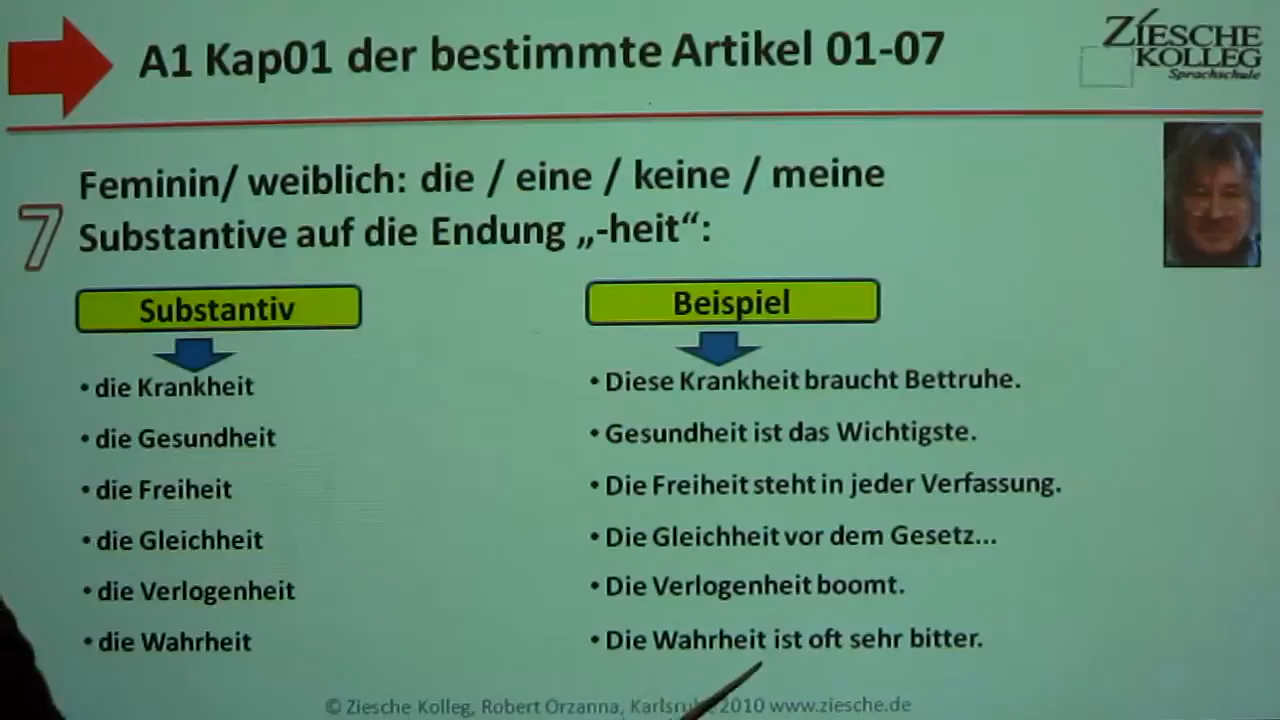 A1 Kap01 der bestimmte Artikel 01-07
ZIESCHE
KOLLEG
Sprachschule
Feminin/ weiblich: die / eine / keine / meine
7
Substantive auf die Endung „-heit“:
Substantiv
• die Krankheit
• die Gesundheit
• die Freiheit
• die Gleichheit
• die Verlogenheit
• die Wahrheit
Beispiel
• Diese Krankheit braucht Bettruhe.
• Gesundheit ist das Wichtigste.
• Die Freiheit steht in jeder Verfassung.
• Die Gleichheit vor dem Gesetz...
• Die Verlogenheit boomt.
• Die Wahrheit ist oft sehr bitter.
© Ziesche Kolleg, Robert Orzanna, Karlsruhe 2010 www.ziesche.de